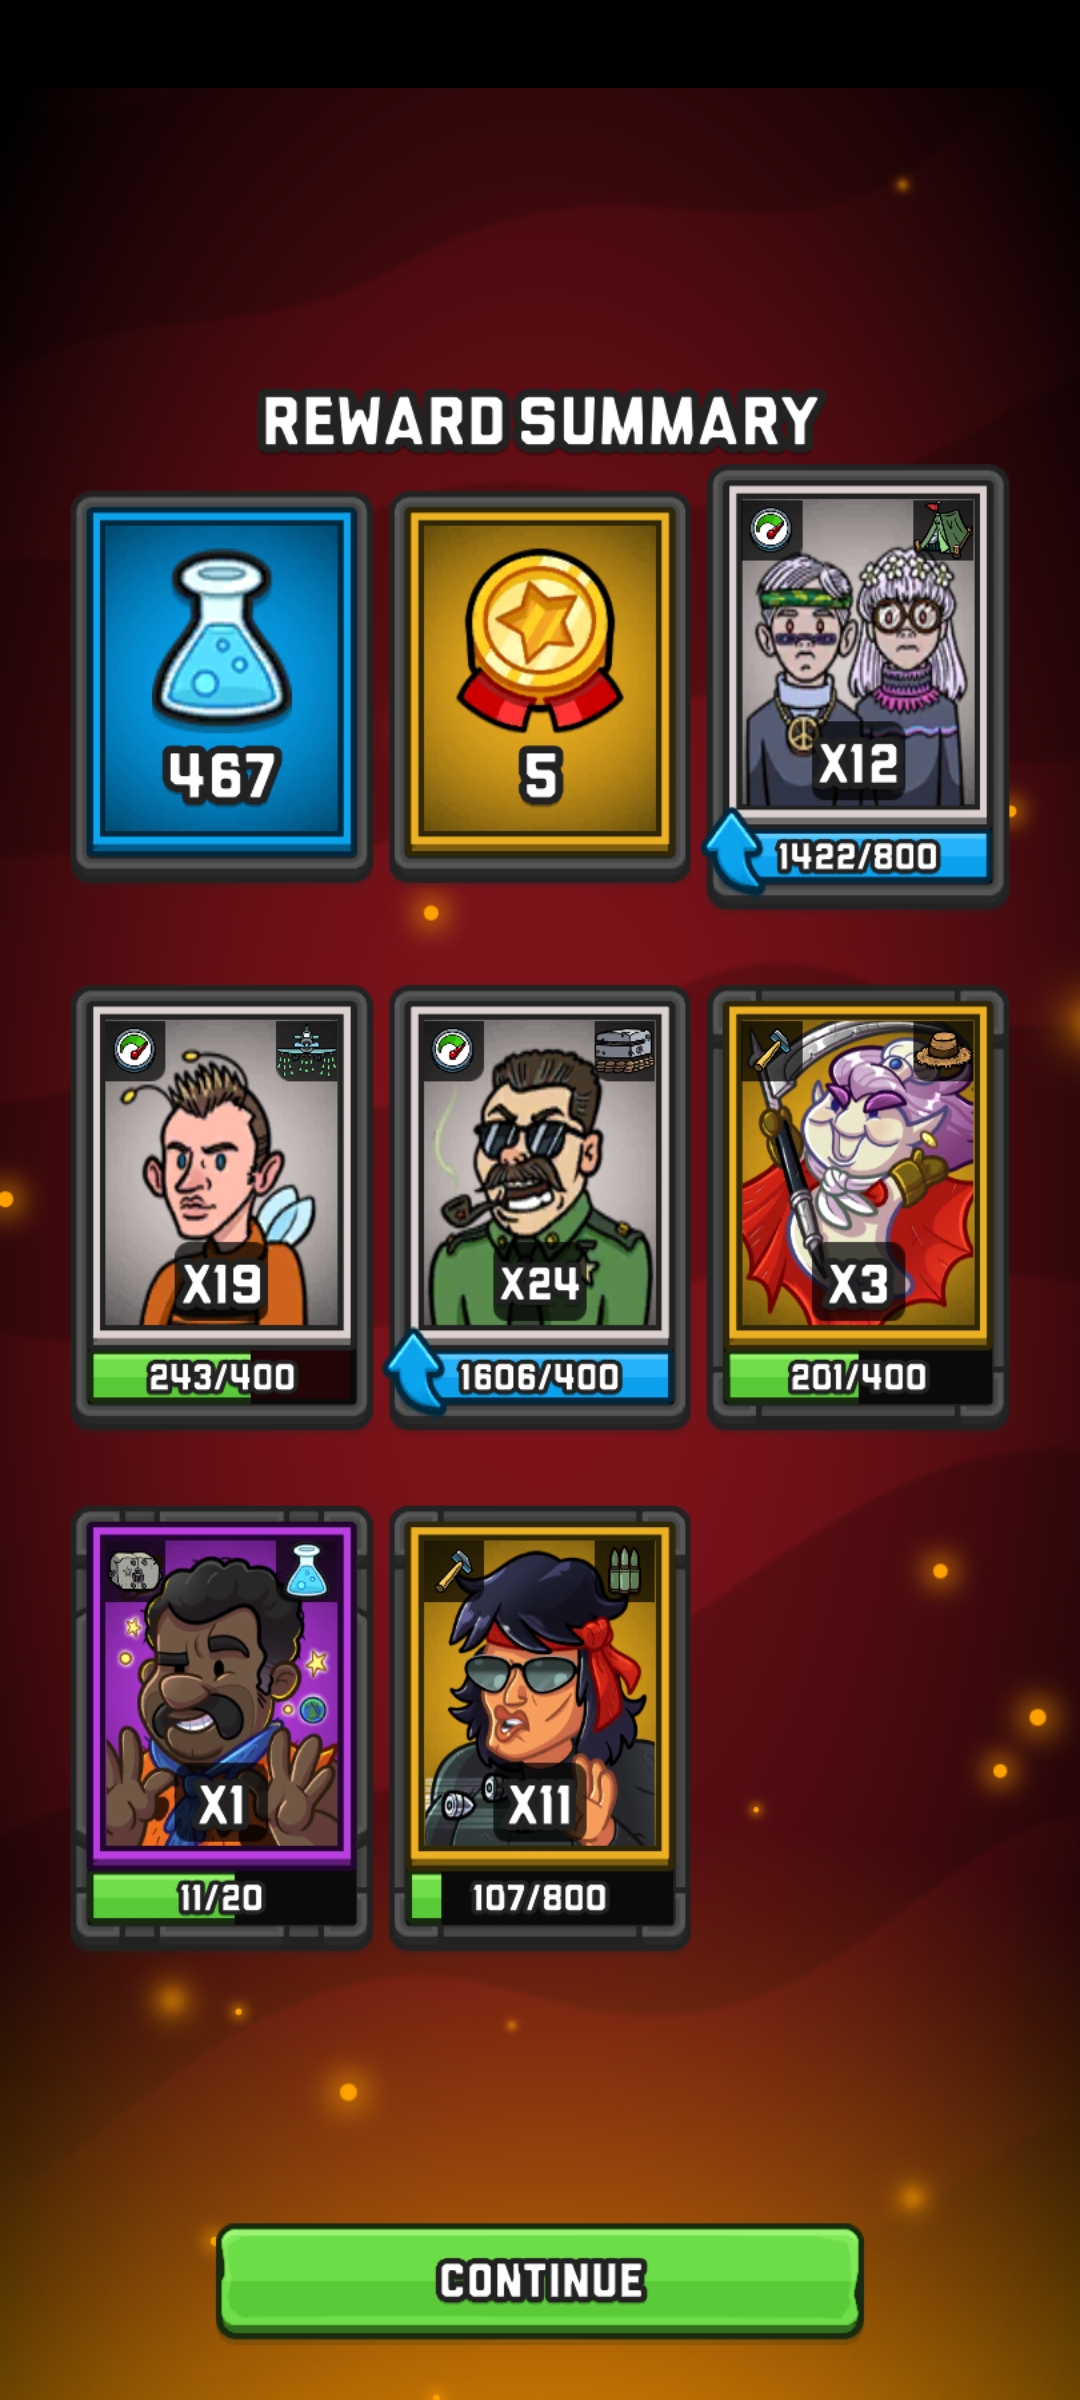 REWARD SUMMARY
467
5
X12
1422/800
X19
243/400
X24
1606/400
X3
201/400
X1
11/20
X11
107/800
CONTINUE